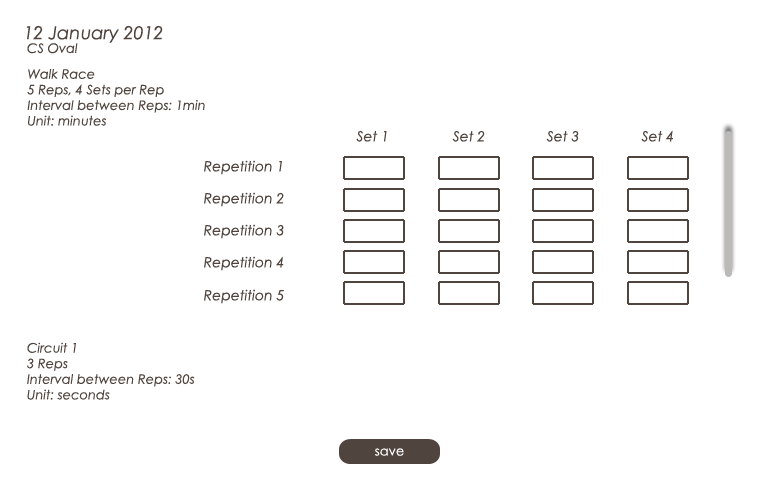 12 January 2012
CS Oval
Walk Race
5 Reps, 4 Sets per Rep
Interval between Reps: 1min
Unit: minutes
Set 1 Set 2 Set 3 Set 4
Repetition 1
Repetition 2
Repetition 3
Repetition 4
Repetition 5
Circuit 1
3 Reps
Interval between Reps: 30s
Unit: seconds
save